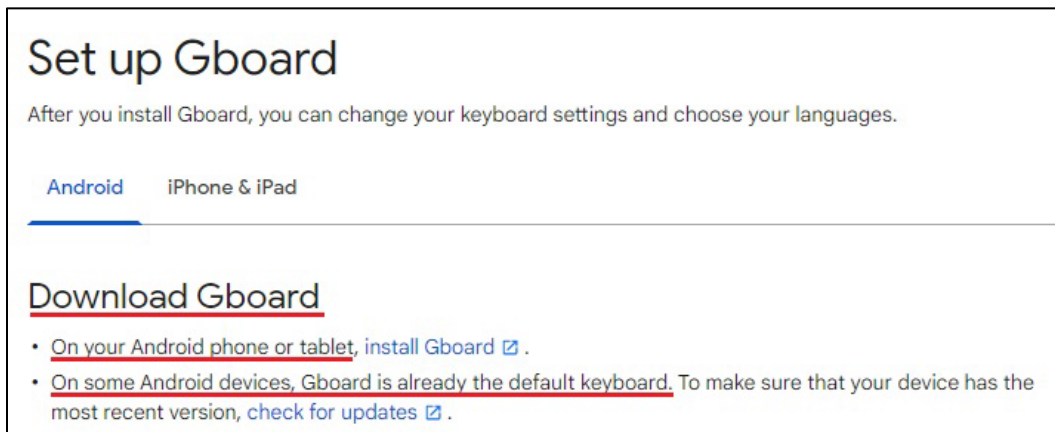 Set up Gboard
After you install Gboard, you can change your keyboard settings and choose your languages.
Android iPhone & iPad
Download Gboard
• On your Android phone or tablet, install Gboard .
• On some Android devices, Gboard is already the default keyboard. To make sure that your device has the
most recent version, check for updates .